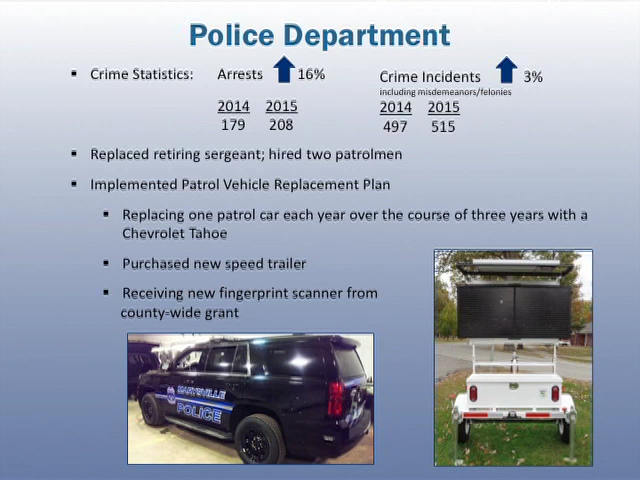 Police Department
▪ Crime Statistics: Arrests 16% Crime Incidents 3%
including misdemeanors/felonies
2014 2015 2014 2015
179 208 497 515
▪ Replaced retiring sergeant; hired two patrolmen
▪ Implemented Patrol Vehicle Replacement Plan
▪ Replacing one patrol car each year over the course of three years with a
Chevrolet Tahoe
▪ Purchased new speed trailer
▪ Receiving new fingerprint scanner from
county-wide grant
MARYSVILLE
POLICE